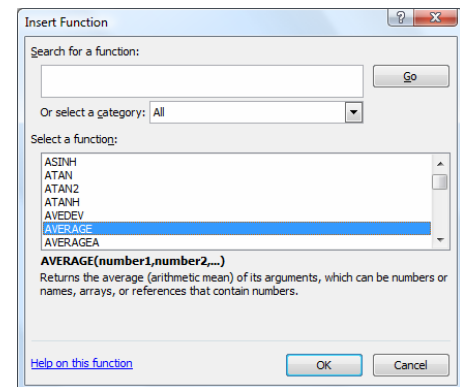 Insert Function
Search for a function:
Go
Or select a category: All
Select a function:
ASINH
ATAN
ATAN2
ATANH
AVEDEV
AVERAGE
AVERAGEA
AVERAGE(number1,number2,...)
Returns the average (arithmetic mean) of its arguments, which can be numbers or
names, arrays, or references that contain numbers.
Help on this function
OK
Cancel